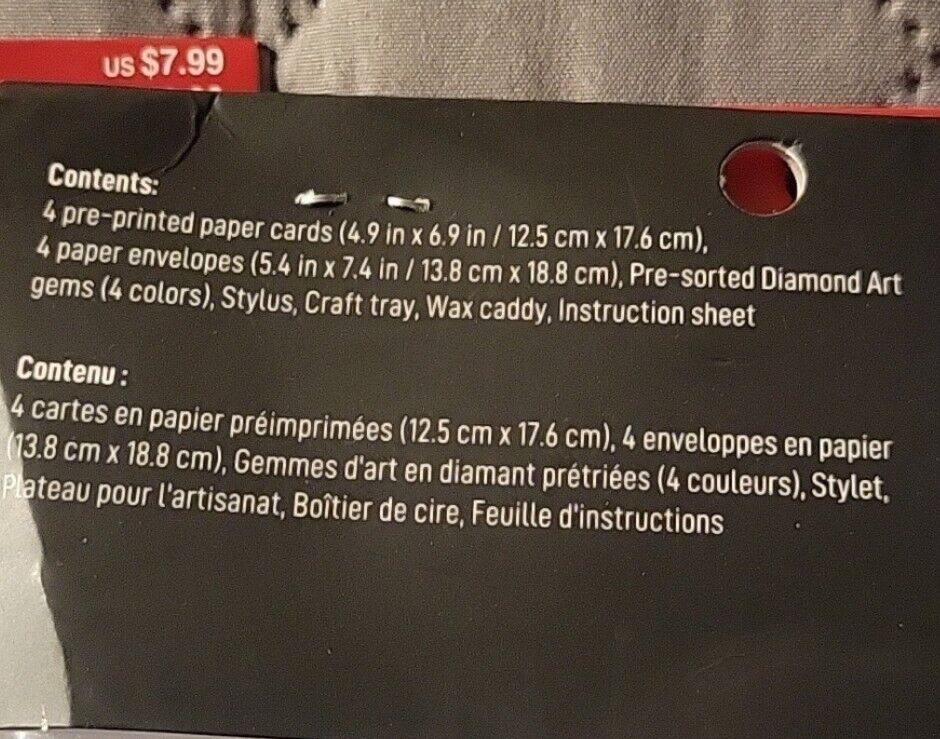 US $7.99
Contents:
4 pre-printed paper cards (4.9 in x 6.9 in / 12.5 cm x 17.6 cm),
4 paper envelopes (5.4 in x 7.4 in / 13.8 cm x 18.8 cm), Pre-sorted Diamond Art
gems (4 colors), Stylus, Craft tray, Wax caddy, Instruction sheet
Contenu :
4 cartes en papier préimprimées (12.5 cm x 17.6 cm), 4 enveloppes en papier
(13.8 cm x 18.8 cm), Gemmes d'art en diamant prétriées (4 couleurs), Stylet,
Plateau pour l'artisanat, Boîtier de cire, Feuille d'instructions